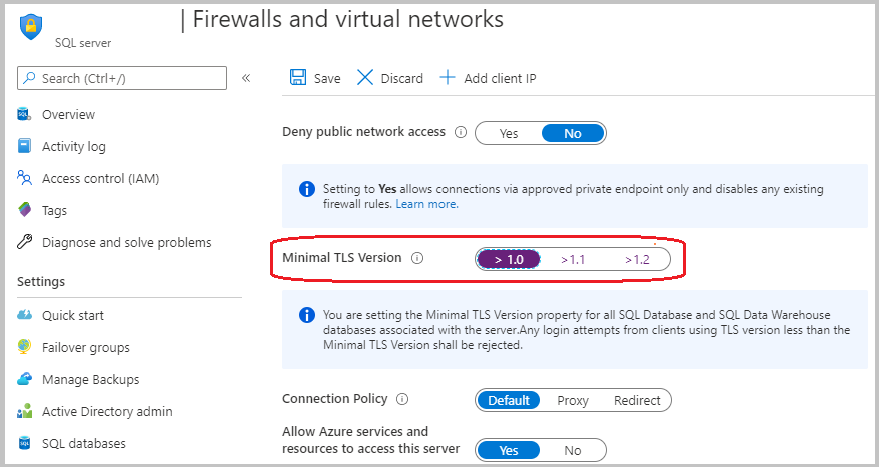 | Firewalls and virtual networks
SQL server
Search (Ctrl+/)
«
Overview
Activity log
Access control (IAM)
Tags
Diagnose and solve problems
Settings
Quick start
Failover groups
Manage Backups
Active Directory admin
SQL databases
Save Discard Add client IP
Deny public network access Yes No
Setting to Yes allows connections via approved private endpoint only and disables any existing
firewall rules. Learn more.
Minimal TLS Version > 1.0 >1.1 >1.2
You are setting the Minimal TLS Version property for all SQL Database and SQL Data Warehouse
databases associated with the server.Any login attempts from clients using TLS version less than the
Minimal TLS Version shall be rejected.
Connection Policy Default Proxy Redirect
Allow Azure services and
resources to access this server Yes No